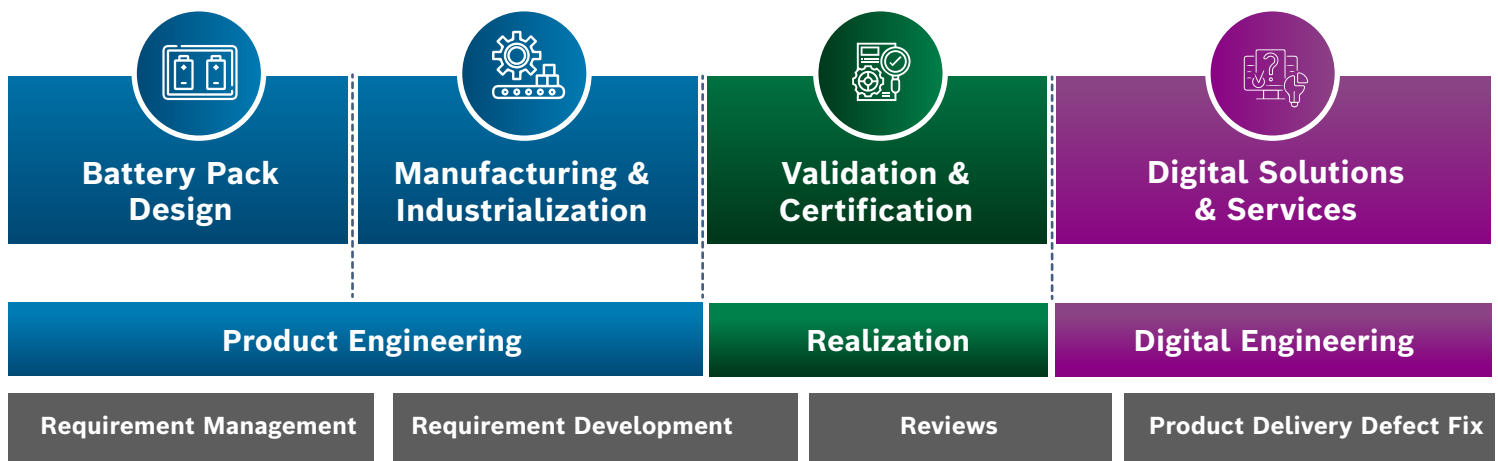 Battery Pack
Design
Manufacturing &
Industrialization
Validation &
Certification
Digital Solutions
& Services
Product Engineering
Realization
Digital Engineering
Requirement Management
Requirement Development
Reviews
Product Delivery Defect Fix